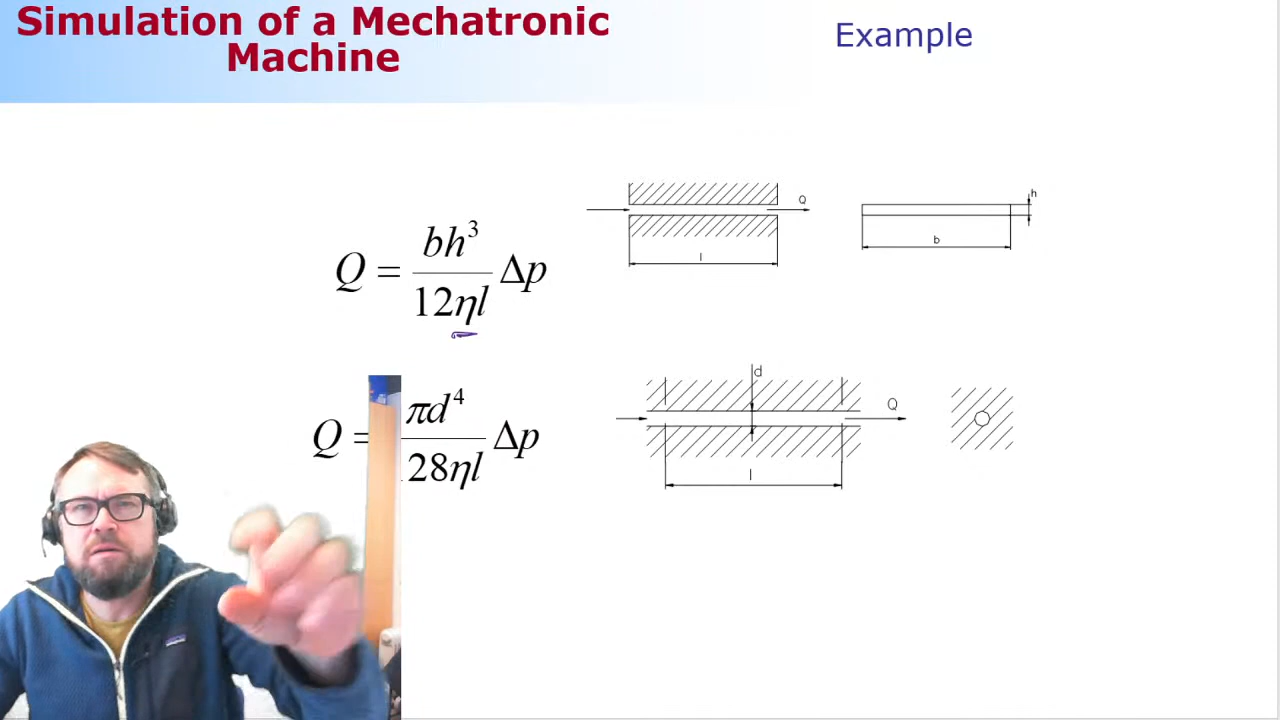 Simulation of a Mechatronic
Machine
Example
Q = bh³ / 12ηl Δp
Q
l
h
b
Q = πd⁴ / 28ηl Δp
d
Q
l